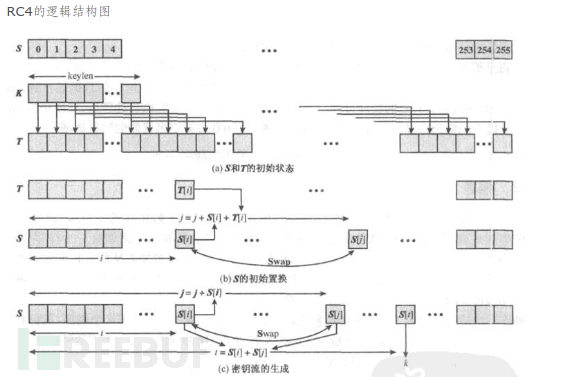 RC4的逻辑结构图
S 0 1 2 3 4 ... 253 254 255
keylen
K ...
...
T ... ... ...
(a) S和T的初始状态
T ... T[i] ...
j = j + S[i] + T[i]
S ... S[i] ... S[j] ...
Swap
i
(b) S的初始置换
j = j + S[i]
S ... S[i] ... S[j] ... S[t] ...
Swap
i
t = S[i] + S[j]
k
(c) 密钥流的生成
FREEBUF